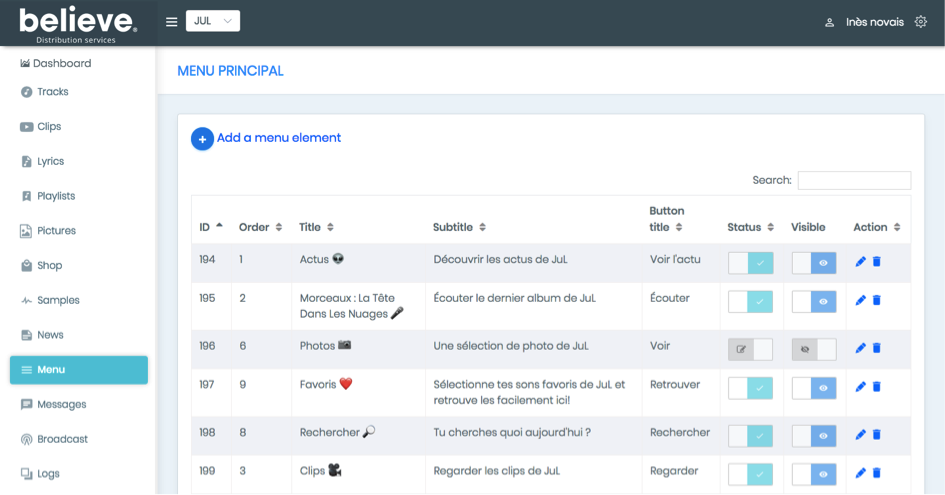 believe.
Distribution services
JUL
Inès novais
Dashboard
Tracks
Clips
Lyrics
Playlists
Pictures
Shop
Samples
News
Menu
Messages
Broadcast
Logs
MENU PRINCIPAL
+ Add a menu element
Search:
ID Order Title Subtitle Button title Status Visible Action
194 1 Actus 👽 Découvrir les actus de JuL Voir l'actu
195 2 Morceaux : La Tête Écouter le dernier album de JuL Écouter
Dans Les Nuages 🎤
196 6 Photos 📷 Une sélection de photo de JuL Voir
197 9 Favoris ❤️ Sélectionne tes sons favoris de JuL et Retrouver
retrouve les facilement ici!
198 8 Rechercher 🔎 Tu cherches quoi aujourd'hui ? Rechercher
199 3 Clips 🎥 Regarder les clips de JuL Regarder